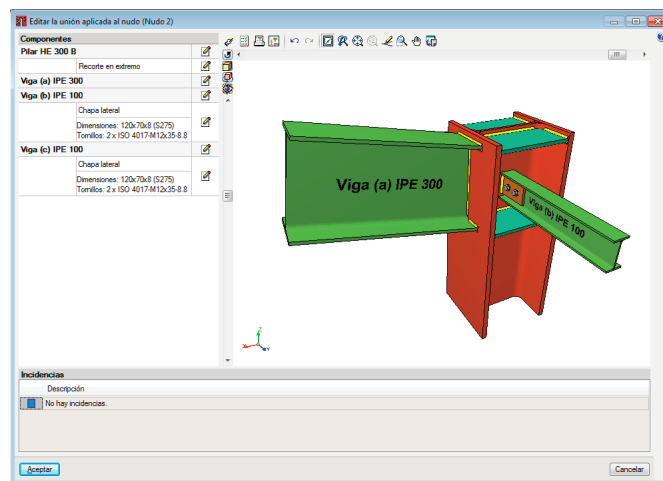 Editar la unión aplicada al nudo (Nudo 2)
Componentes
Pilar HE 300 B
Recorte en extremo
Viga (a) IPE 300
Viga (b) IPE 100
Chapa lateral
Dimensiones: 120x70x8 (S275)
Tornillos: 2 x ISO 4017-M12x35-8.8
Viga (c) IPE 100
Chapa lateral
Dimensiones: 120x70x8 (S275)
Tornillos: 2 x ISO 4017-M12x35-8.8
Viga (a) IPE 300
Viga (b) IPE 100
Z
X
Y
Incidencias
Descripción
No hay incidencias.
Aceptar
Cancelar